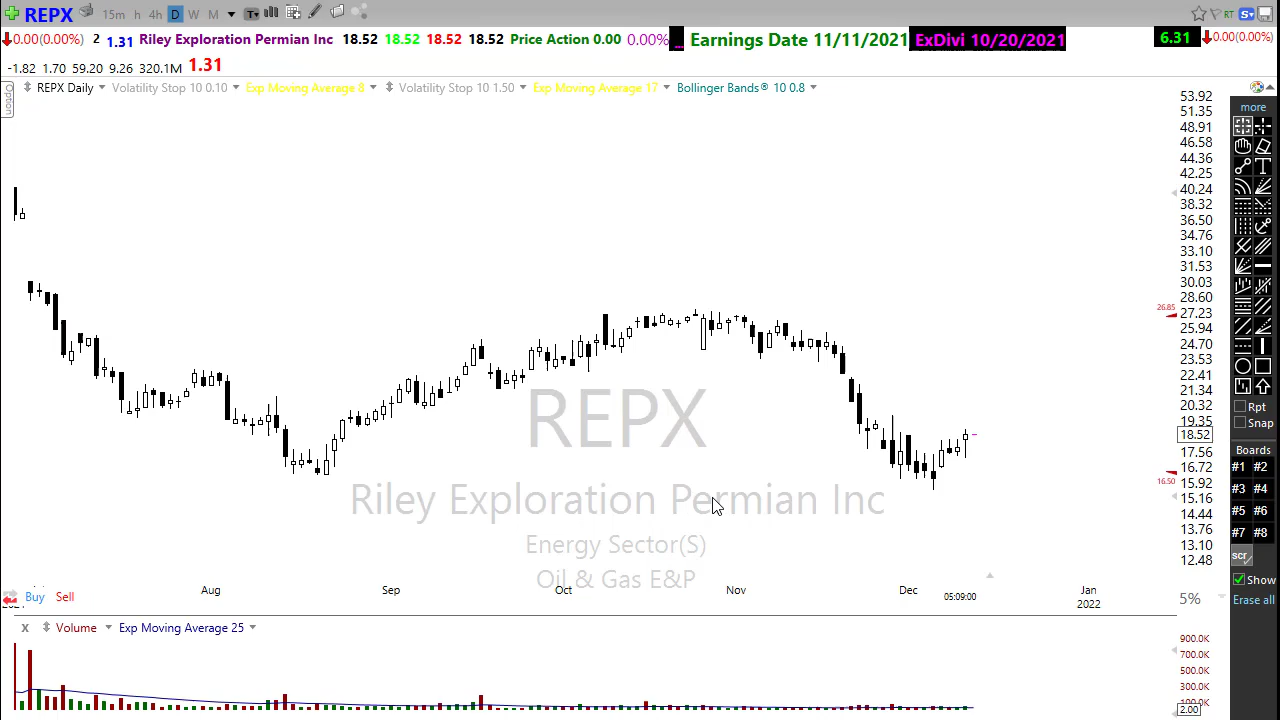 REPX 15m h 4h D W M T RT S
0.00(0.00%) 2 1.31 Riley Exploration Permian Inc 18.52 18.52 18.52 18.52 Price Action 0.00 0.00% Earnings Date 11/11/2021 ExDivi 10/20/2021 6.31 0.00(0.00%)
-1.82 1.70 59.20 9.26 320.1M 1.31
Option REPX Daily Volatility Stop 10 0.10 Exp Moving Average 8 Volatility Stop 10 1.50 Exp Moving Average 17 Bollinger Bands® 10 0.8
53.92
more
51.35
48.91
46.58
44.36
42.25
40.24
38.32
36.50
34.76
33.10
31.53
30.03
28.60
26.85
27.23
25.94
24.70
23.53
22.41
21.34
20.32
Rpt
19.35
Snap
18.52
Boards
17.56
16.72
#1 #2
16.50
15.92
#3 #4
15.16
14.44
#5 #6
13.76
#7 #8
13.10
12.48
scr
REPX
Riley Exploration Permian Inc
Energy Sector(S)
Oil & Gas E&P
Show
Aug Sep Oct Nov Dec 05:09:00 Jan
2022
Buy Sell
5%
Erase all
X Volume Exp Moving Average 25
900.0K
700.0K
500.0K
300.0K
2.00